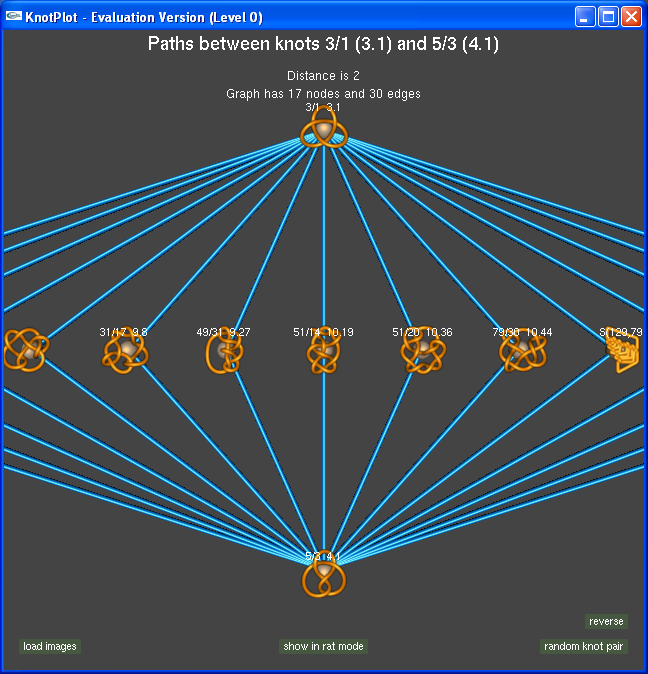 KnotPlot - Evaluation Version (Level 0)
Paths between knots 3/1 (3.1) and 5/3 (4.1)
Distance is 2
Graph has 17 nodes and 30 edges
3/1 3.1
31/17 9.8 49/31 9.27 51/14 10.19 51/20 10.36 79/30 10.44 S(129,79
5/3 4.1
reverse
load images show in rat mode random knot pair